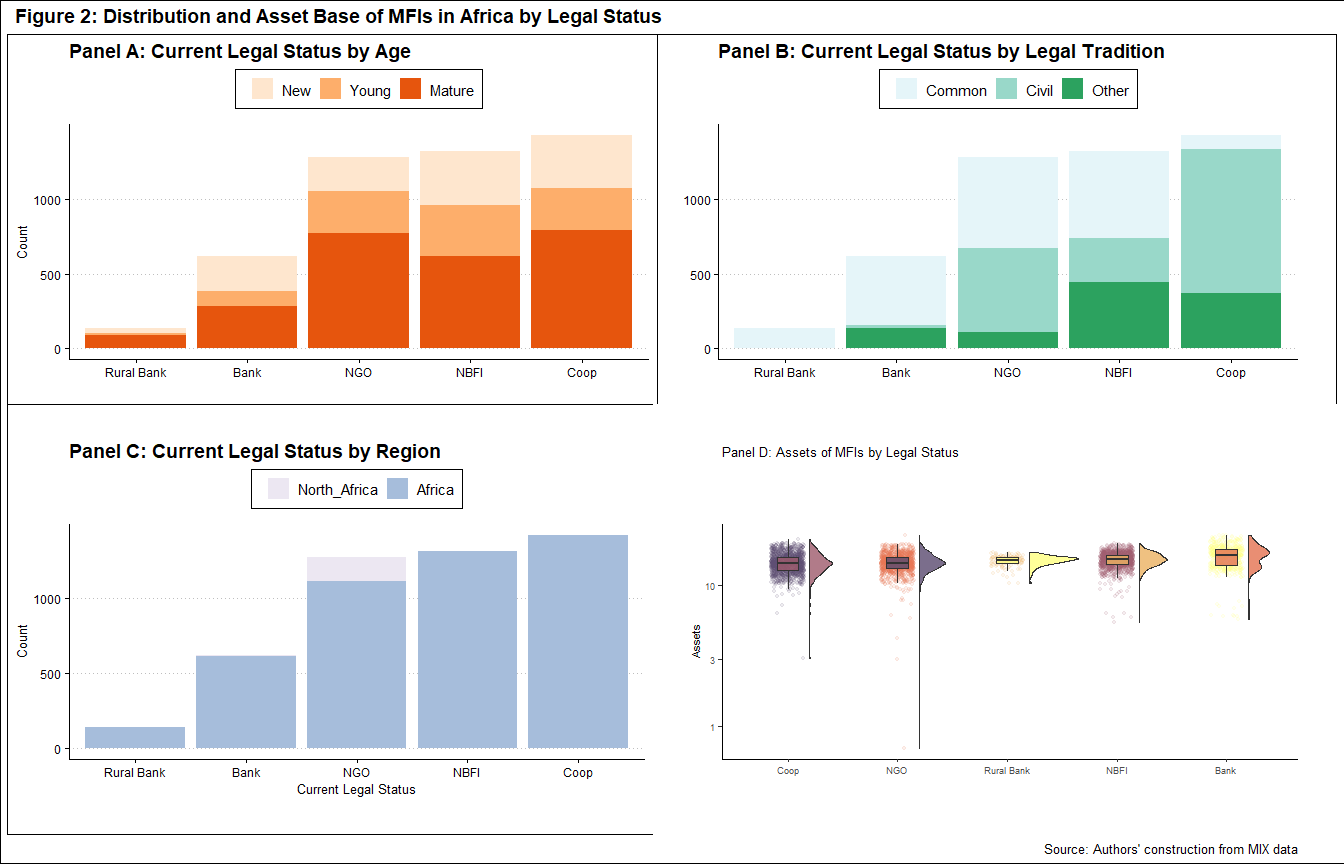 Figure 2: Distribution and Asset Base of MFIs in Africa by Legal Status
Panel A: Current Legal Status by Age
New Young Mature
Count
1000
500
0
Rural Bank Bank NGO NBFI Coop
Panel B: Current Legal Status by Legal Tradition
Common Civil Other
1000
500
0
Rural Bank Bank NGO NBFI Coop
Panel C: Current Legal Status by Region
North_Africa Africa
Count
1000
500
0
Rural Bank Bank NGO NBFI Coop
Current Legal Status
Panel D: Assets of MFIs by Legal Status
Assets
10
3
1
Coop NGO Rural Bank NBFI Bank
Source: Authors' construction from MIX data